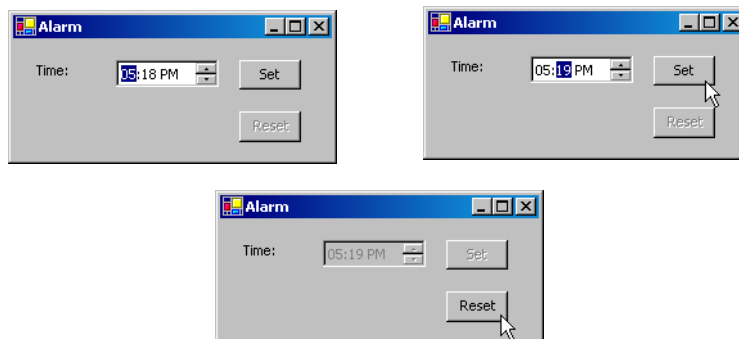 Alarm
Time: 05:18 PM Set
Reset
Alarm
Time: 05:19 PM Set
Reset
Alarm
Time: 05:19 PM Set
Reset